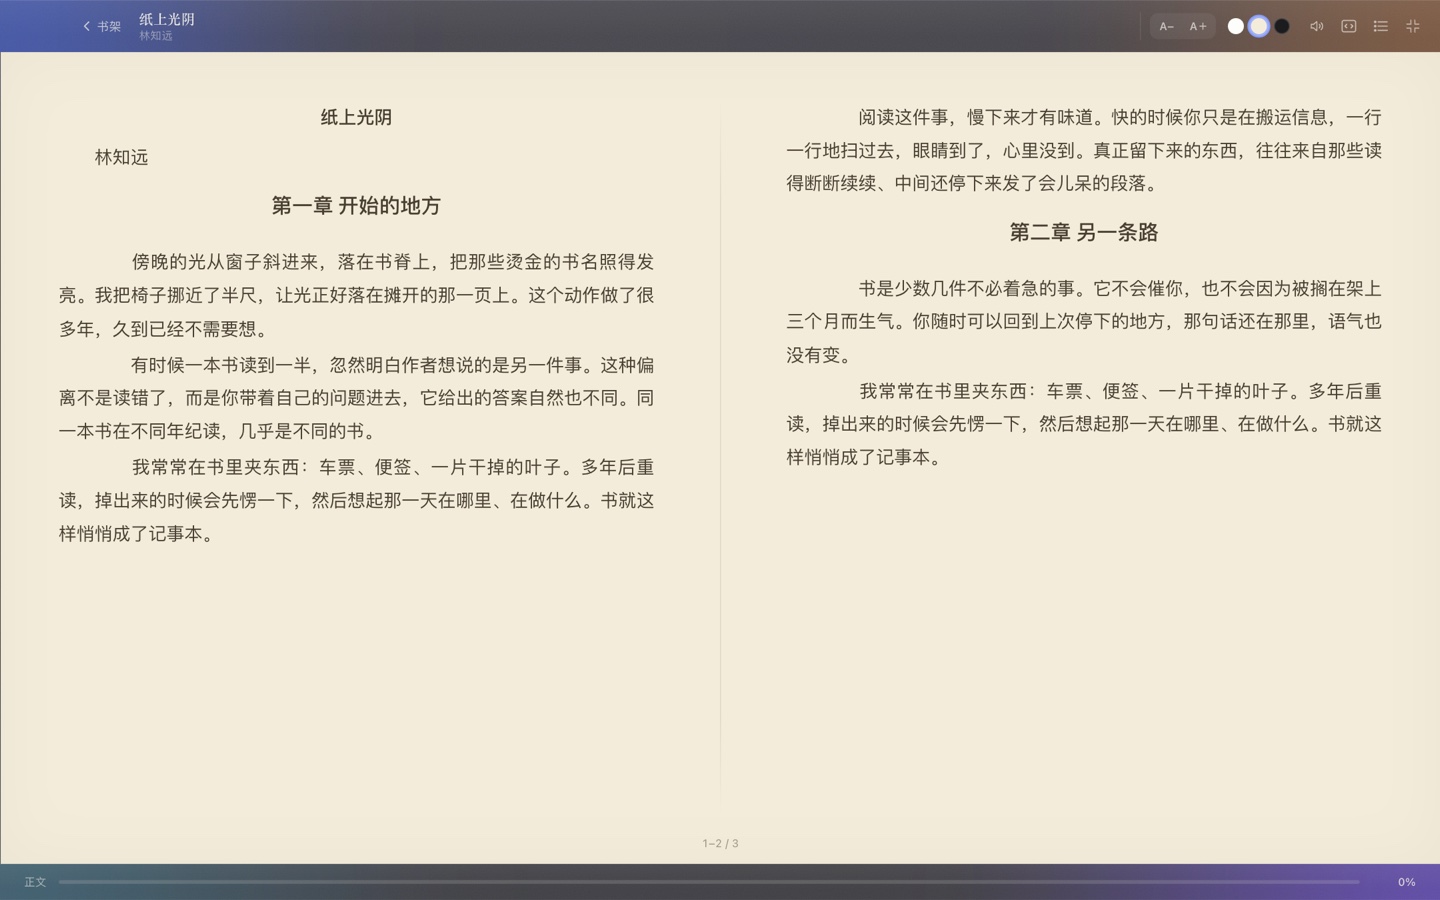 书架
纸上光阴
林知远
A−
A+
纸上光阴
林知远
第一章 开始的地方
傍晚的光从窗子斜进来，落在书脊上，把那些烫金的书名照得发
亮。我把椅子挪近了半尺，让光正好落在摊开的那一页上。这个动作做了很
多年，久到已经不需要想。
有时候一本书读到一半，忽然明白作者想说的是另一件事。这种偏
离不是读错了，而是你带着自己的问题进去，它给出的答案自然也不同。同
一本书在不同年纪读，几乎是不同的书。
我常常在书里夹东西：车票、便签、一片干掉的叶子。多年后重
读，掉出来的时候会先愣一下，然后想起那一天在哪里、在做什么。书就这
样悄悄成了记事本。
阅读这件事，慢下来才有味道。快的时候你只是在搬运信息，一行
一行地扫过去，眼睛到了，心里没到。真正留下来的东西，往往来自那些读
得断断续续、中间还停下来发了会儿呆的段落。
第二章 另一条路
书是少数几件不必着急的事。它不会催你，也不会因为被搁在架上
三个月而生气。你随时可以回到上次停下的地方，那句话还在那里，语气也
没有变。
我常常在书里夹东西：车票、便签、一片干掉的叶子。多年后重
读，掉出来的时候会先愣一下，然后想起那一天在哪里、在做什么。书就这
样悄悄成了记事本。
1–2 / 3
正文
0%